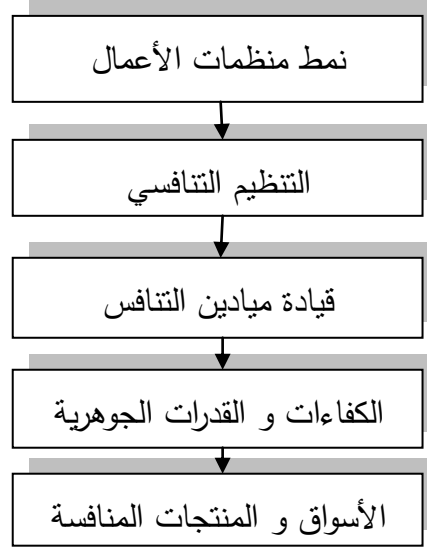 نمط منظمات الأعمال
التنظيم التنافسي
قيادة ميادين التنافس
الكفاءات و القدرات الجوهرية
الأسواق و المنتجات المنافسة